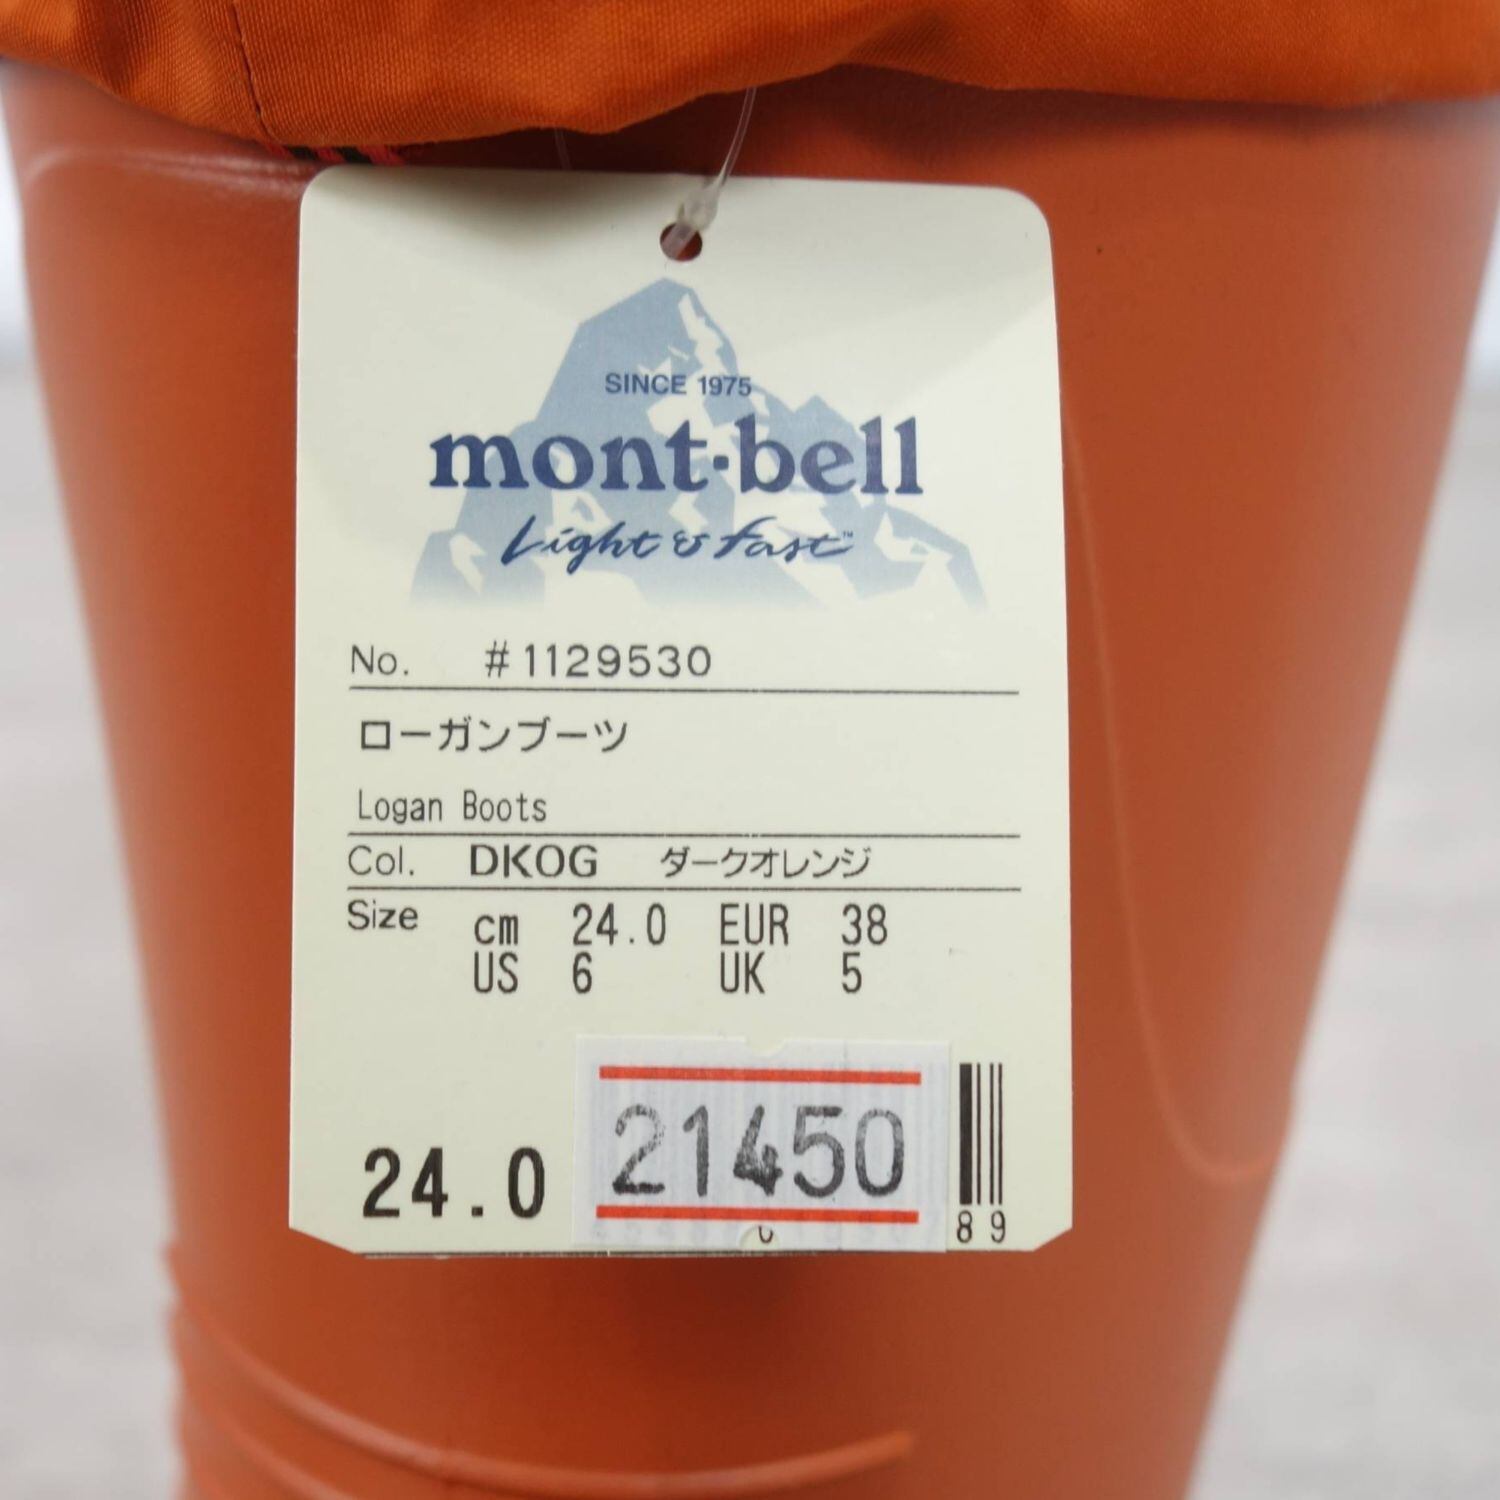 SINCE 1975
mont-bell
Light & Fast™
No. #1129530
ローガンブーツ
Logan Boots
Col. DKOG ダークオレンジ
Size cm 24.0 EUR 38
US 6 UK 5
24.0
21450
89